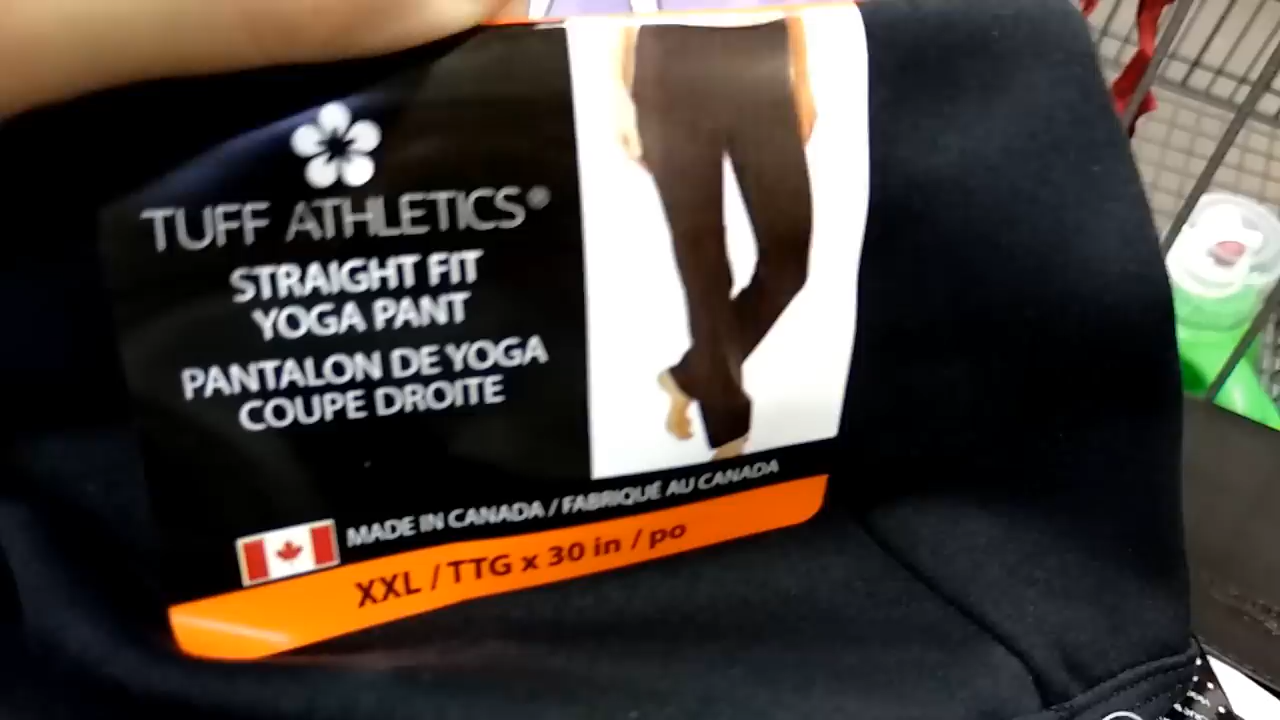 TUFF ATHLETICS®
STRAIGHT FIT
YOGA PANT
PANTALON DE YOGA
COUPE DROITE
MADE IN CANADA / FABRIQUÉ AU CANADA
XXL / TTG x 30 in / po